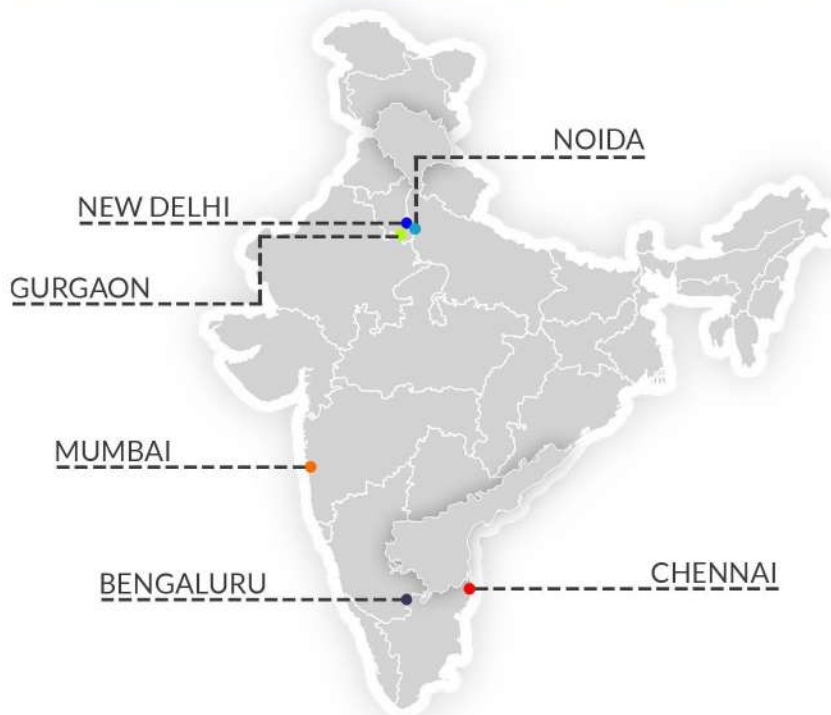 NOIDA
NEW DELHI
GURGAON
MUMBAI
BENGALURU
CHENNAI